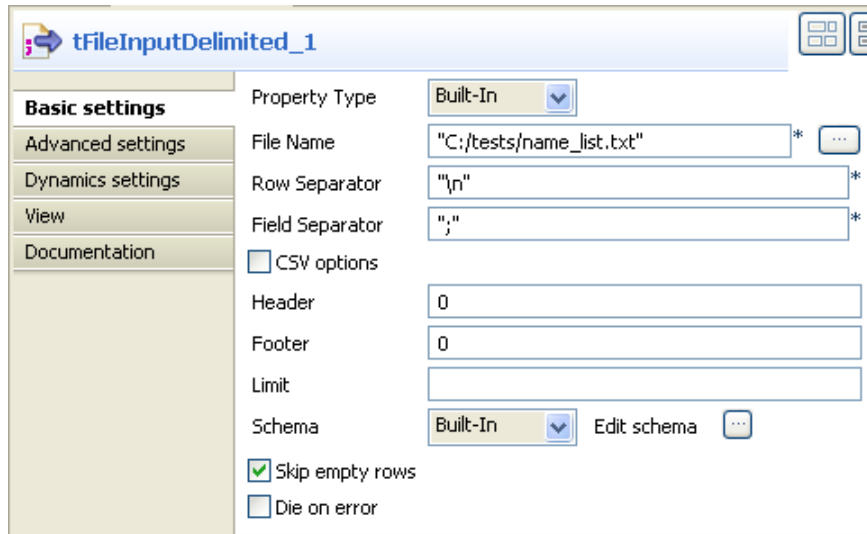 tFileInputDelimited_1
Basic settings
Advanced settings
Dynamics settings
View
Documentation
Property Type Built-In
File Name "C:/tests/name_list.txt" * ...
Row Separator "\n" *
Field Separator ";" *
CSV options
Header 0
Footer 0
Limit
Schema Built-In Edit schema ...
Skip empty rows
Die on error